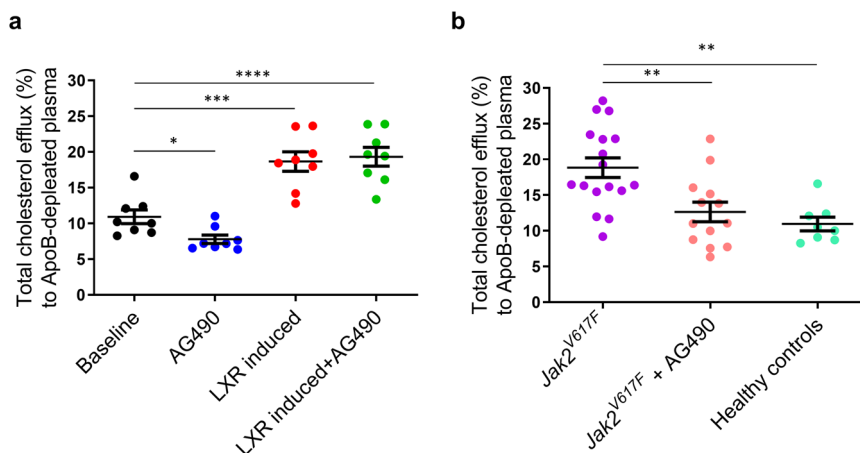 a
Total cholesterol efflux (%)
to ApoB-depleated plasma
30
25
20
15
10
5
0
****
***
*
Baseline
AG490
LXR induced
LXR induced+AG490
b
Total cholesterol efflux (%)
to ApoB-depleated plasma
30
25
20
15
10
5
0
**
**
Jak2V617F
Jak2V617F + AG490
Healthy controls